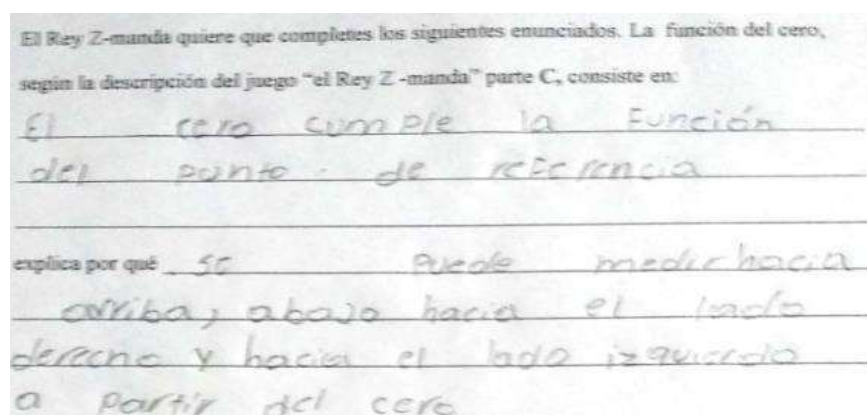 El Rey Z-manda quiere que completes los siguientes enunciados. La función del cero,
según la descripción del juego “el Rey Z -manda” parte C, consiste en:
El cero cumple la Función
del punto de referencia
explica por qué se puede medir hacia
arriba, abajo hacia el lado
derecho y hacia el lado izquierdo
a partir del cero